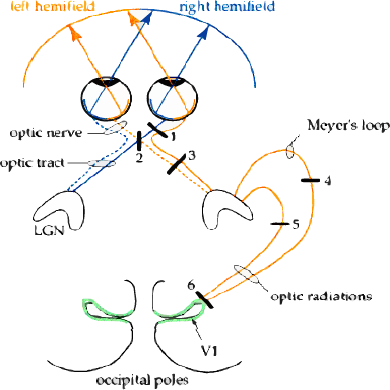 left hemifield
right hemifield
optic nerve
1
Meyer's loop
2
3
optic tract
4
LGN
5
6
optic radiations
V1
occipital poles